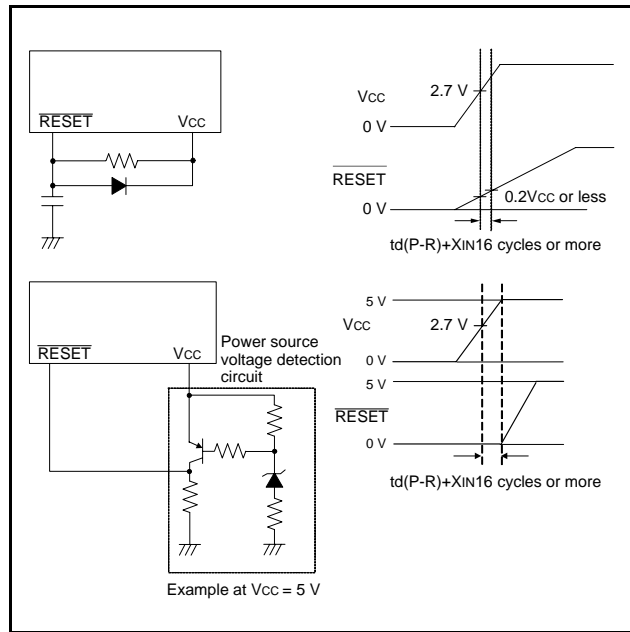 RESET
VCC
VCC
2.7 V
0 V
RESET
0 V
0.2VCC or less
td(P-R)+XIN16 cycles or more
RESET
VCC
Power source
voltage detection
circuit
Example at VCC = 5 V
5 V
VCC
2.7 V
0 V
5 V
RESET
0 V
td(P-R)+XIN16 cycles or more